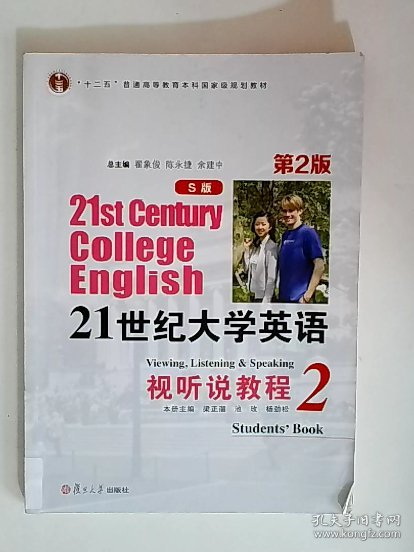 "十二五"普通高等教育本科国家级规划教材
总主编 翟象俊 陈永捷 余建中
第2版
S 版
21st Century
College
English
21世纪大学英语
Viewing, Listening & Speaking
视听说教程 2
本册主编 梁正溜 池玫 杨劲松
Students' Book
復旦大學出版社
孔夫子旧书网
www.kongfz.com